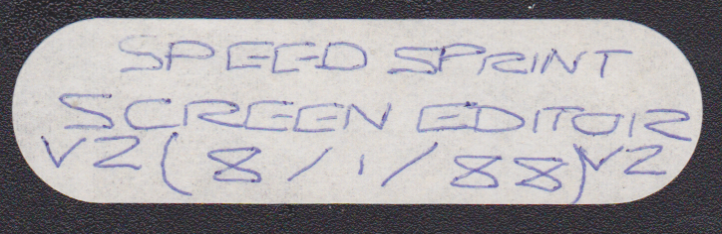 SPEED SPRINT
SCREEN EDITOR
V2 (8/1/88) V2